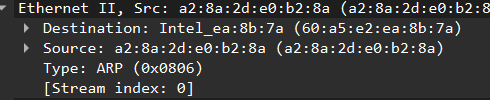 Ethernet II, Src: a2:8a:2d:e0:b2:8a (a2:8a:2d:e0:b2:8
Destination: Intel_ea:8b:7a (60:a5:e2:ea:8b:7a)
Source: a2:8a:2d:e0:b2:8a (a2:8a:2d:e0:b2:8a)
Type: ARP (0x0806)
[Stream index: 0]